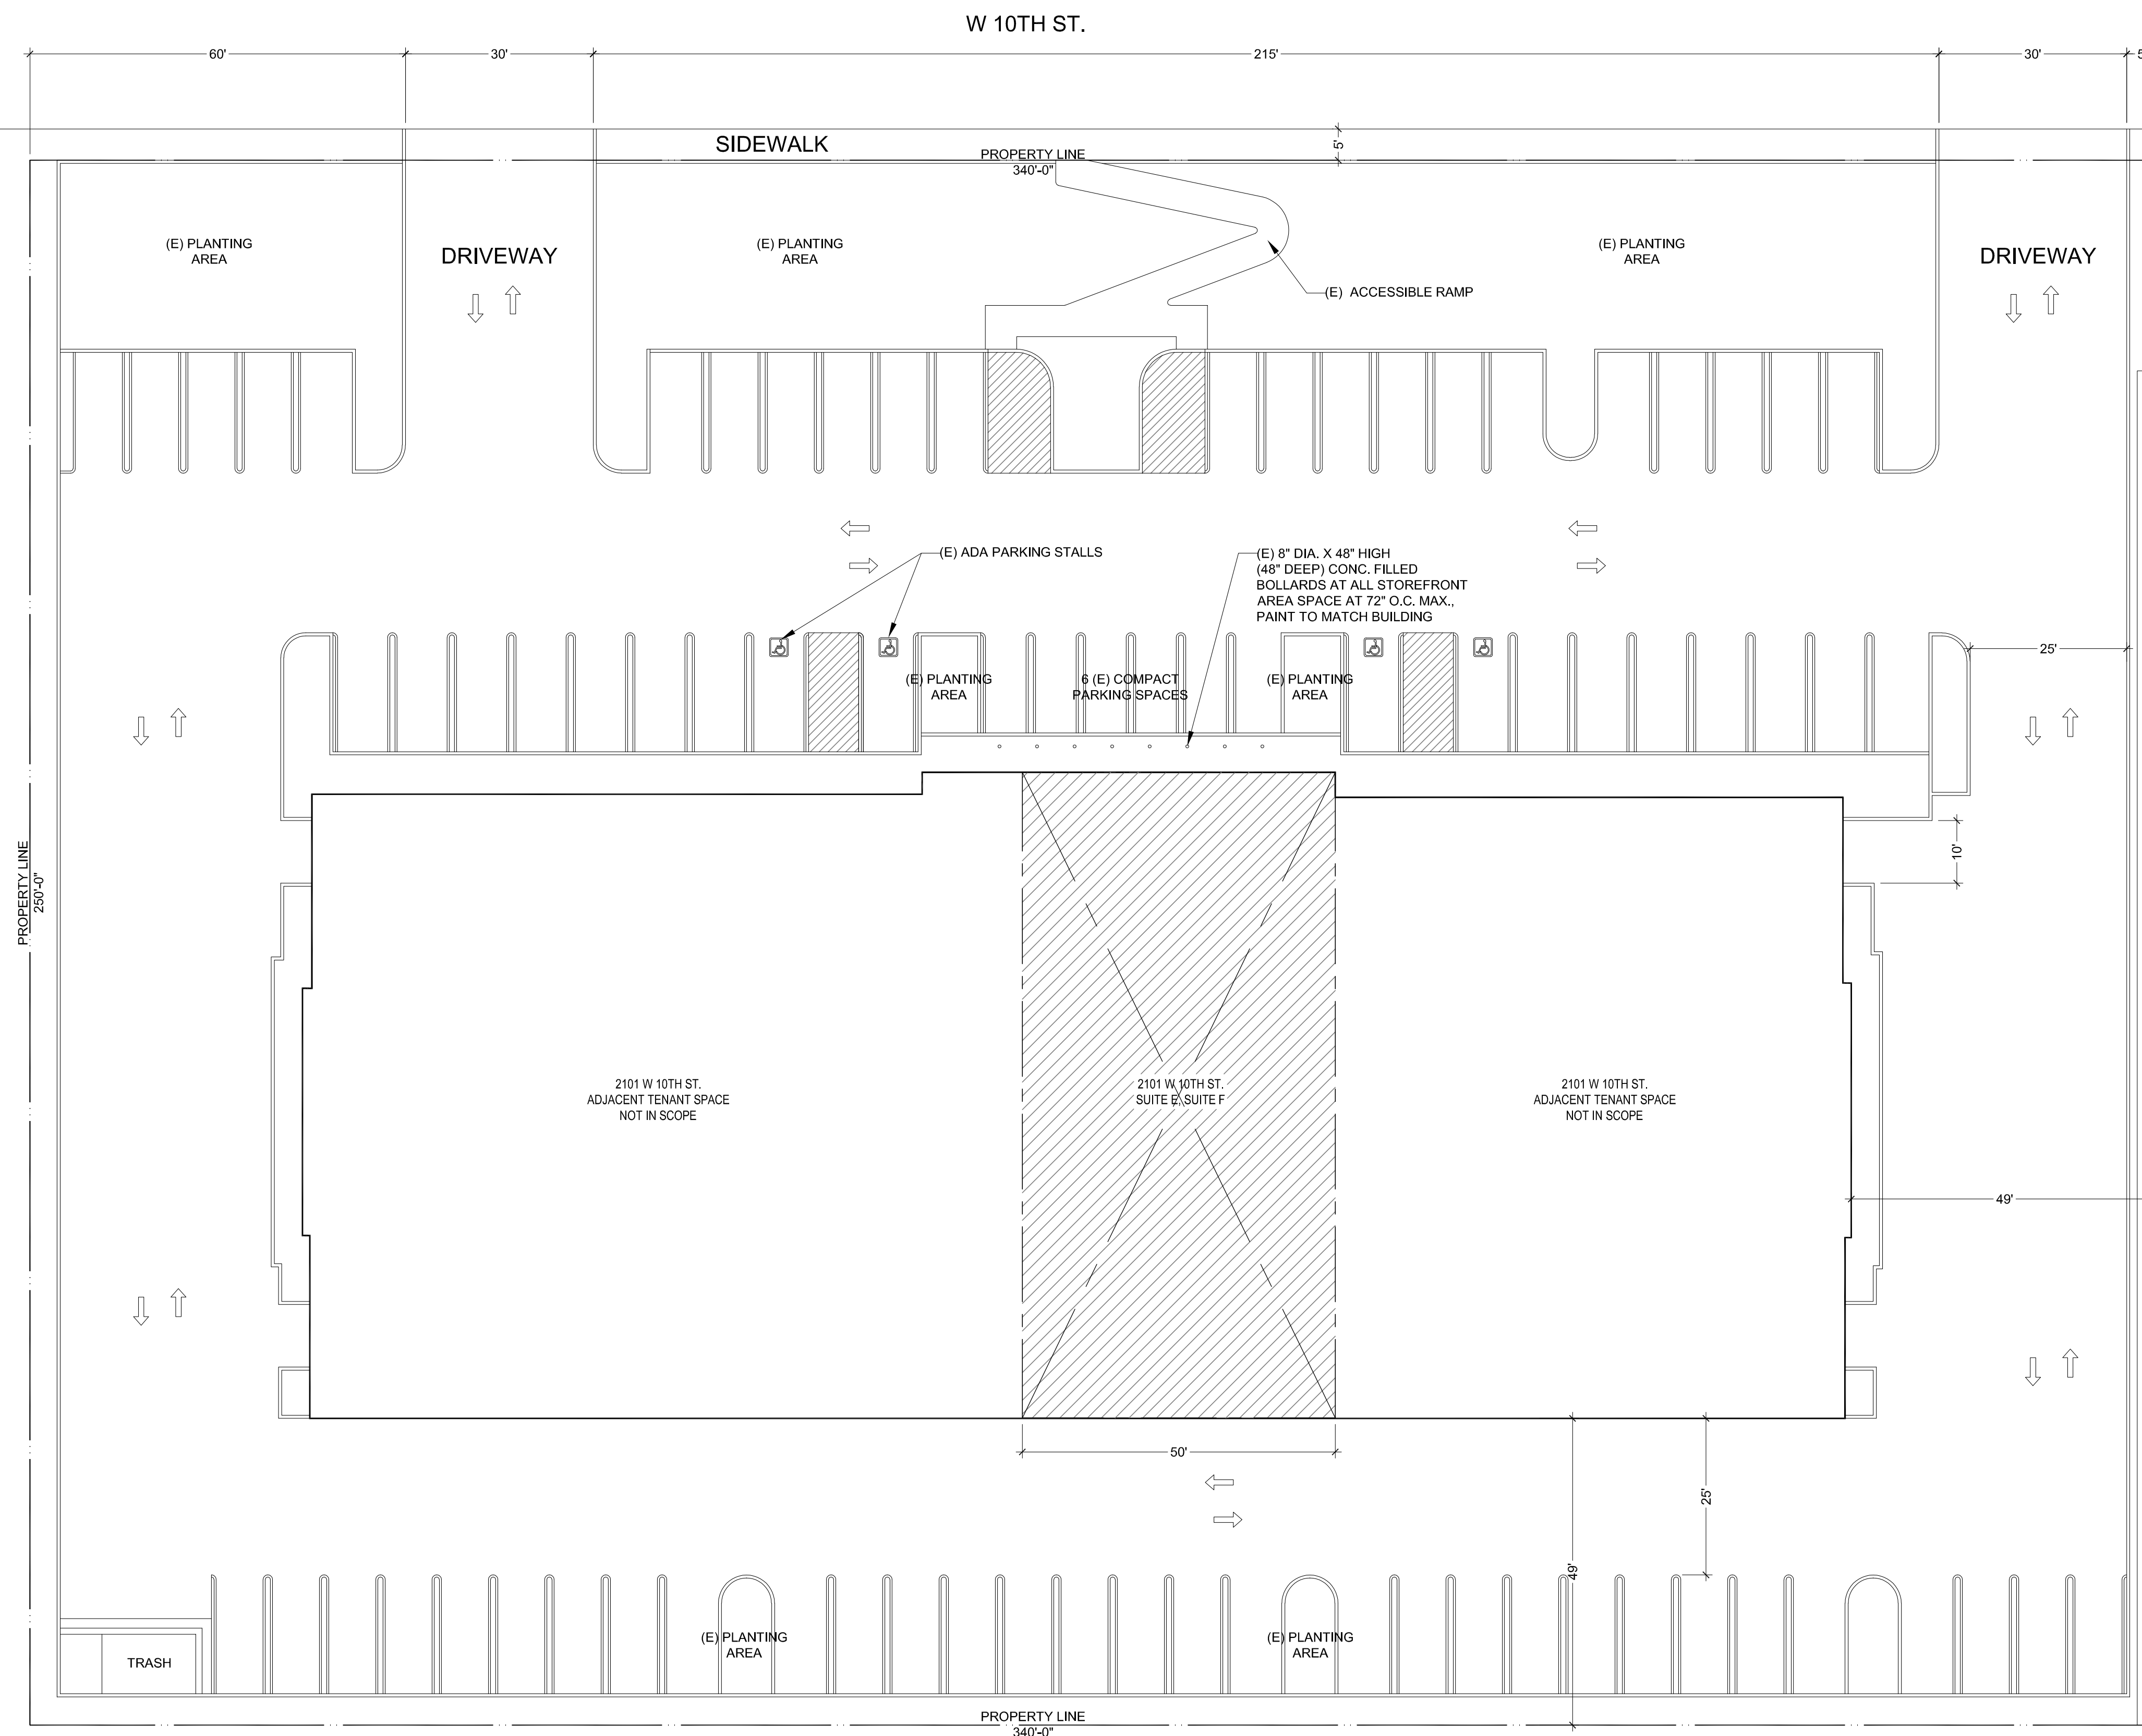 W 10TH ST.
60'
30'
215'
30'
5
SIDEWALK
5'
PROPERTY LINE
340'-0"
(E) PLANTING
AREA
DRIVEWAY
(E) PLANTING
AREA
(E) PLANTING
AREA
DRIVEWAY
(E) ACCESSIBLE RAMP
(E) ADA PARKING STALLS
(E) 8" DIA. X 48" HIGH
(48" DEEP) CONC. FILLED
BOLLARDS AT ALL STOREFRONT
AREA SPACE AT 72" O.C. MAX.,
PAINT TO MATCH BUILDING
25'
(E) PLANTING
AREA
6 (E) COMPACT
PARKING SPACES
(E) PLANTING
AREA
10'
PROPERTY LINE
250'-0"
2101 W 10TH ST.
ADJACENT TENANT SPACE
NOT IN SCOPE
2101 W 10TH ST.
SUITE E, SUITE F
2101 W 10TH ST.
ADJACENT TENANT SPACE
NOT IN SCOPE
49'
50'
25'
49'
(E) PLANTING
AREA
(E) PLANTING
AREA
TRASH
PROPERTY LINE
340'-0"